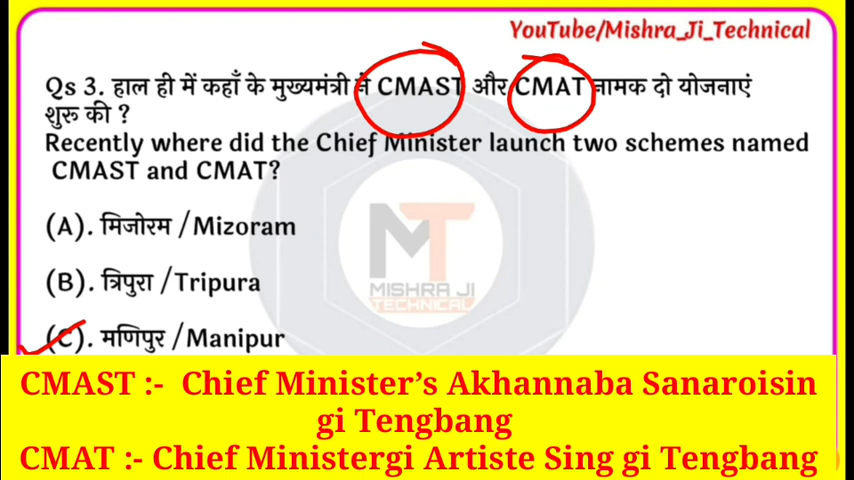 YouTube/Mishra_Ji_Technical
Qs 3. हाल ही में कहाँ के मुख्यमंत्री ने CMAST और CMAT नामक दो योजनाएं
शुरू की ?
Recently where did the Chief Minister launch two schemes named
CMAST and CMAT?
MT
(A). मिजोरम /Mizoram
(B). त्रिपुरा /Tripura
MISHRA JI
TECHNICAL
(C). मणिपुर /Manipur
CMAST :- Chief Minister’s Akhannaba Sanaroisin
gi Tengbang
CMAT :- Chief Ministergi Artiste Sing gi Tengbang